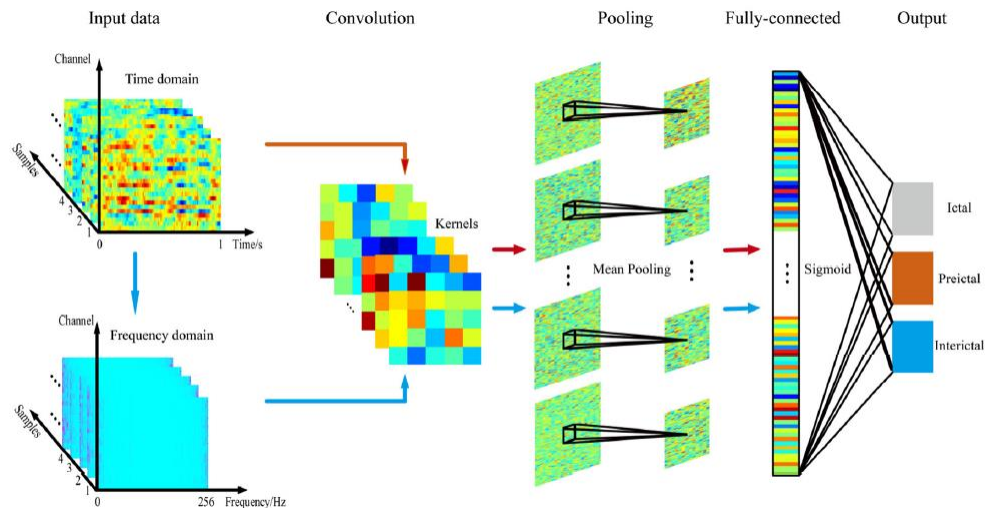 Input data
Convolution
Pooling
Fully-connected
Output
Channel
Time domain
Samples
4
3
2
1
0
1
Time/s
Kernels
Mean Pooling
Sigmoid
Ictal
Preictal
Interictal
Channel
Frequency domain
Samples
4
3
2
1
0
256
Frequency/Hz